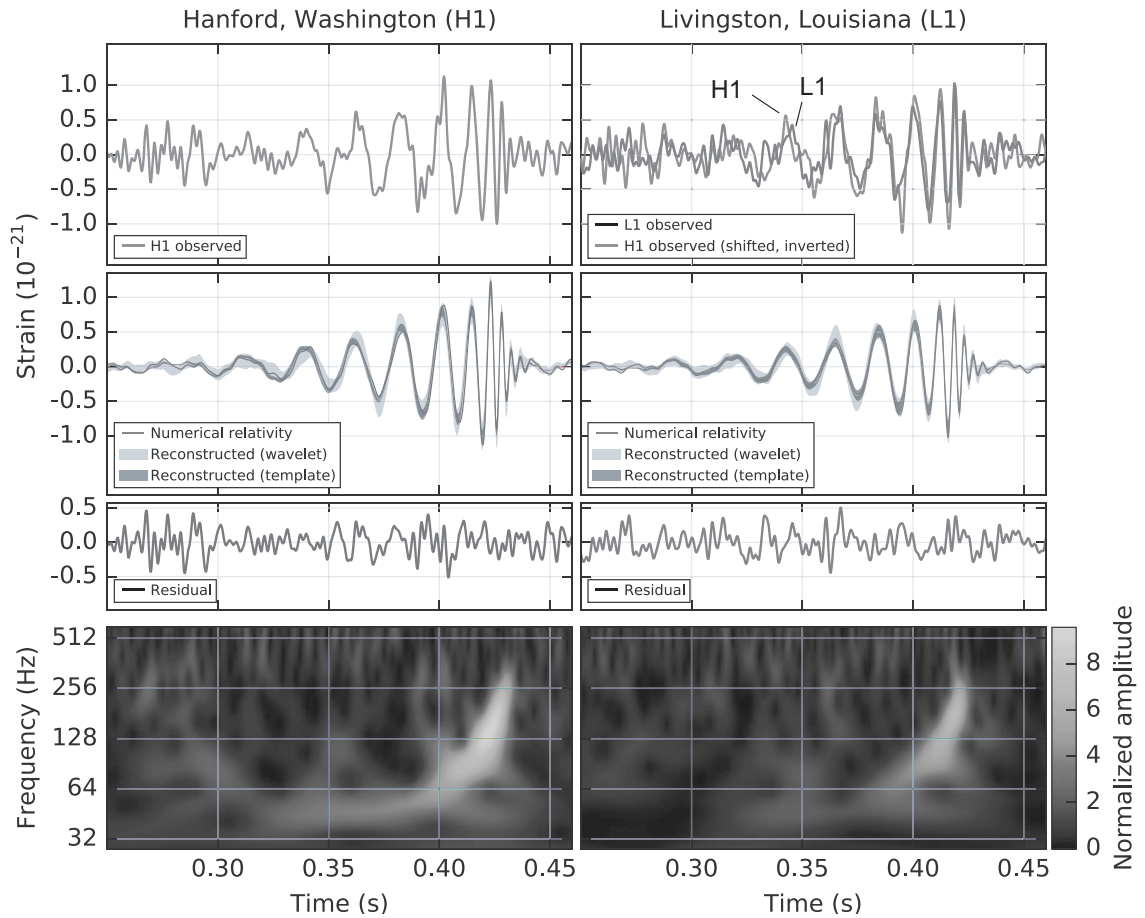 Hanford, Washington (H1)
Livingston, Louisiana (L1)
H1
L1
1.0
0.5
0.0
-0.5
-1.0
H1 observed
L1 observed
H1 observed (shifted, inverted)
Strain (10⁻²¹)
1.0
0.5
0.0
-0.5
-1.0
Numerical relativity
Reconstructed (wavelet)
Reconstructed (template)
Numerical relativity
Reconstructed (wavelet)
Reconstructed (template)
0.5
0.0
-0.5
Residual
Residual
Frequency (Hz)
512
256
128
64
32
Normalized amplitude
8
6
4
2
0
0.30 0.35 0.40 0.45
0.30 0.35 0.40 0.45
Time (s)
Time (s)